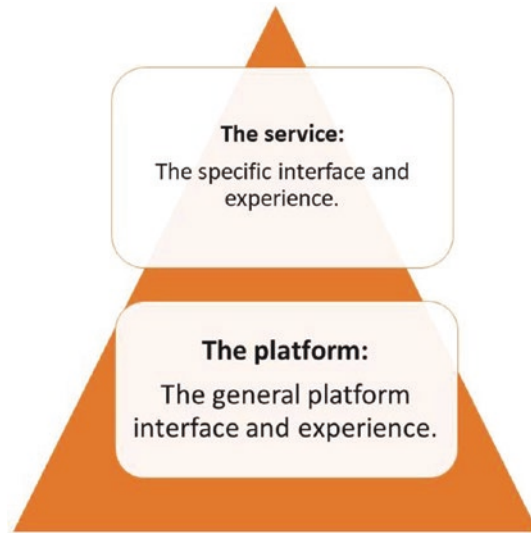 The service:
The specific interface and
experience.
The platform:
The general platform
interface and experience.